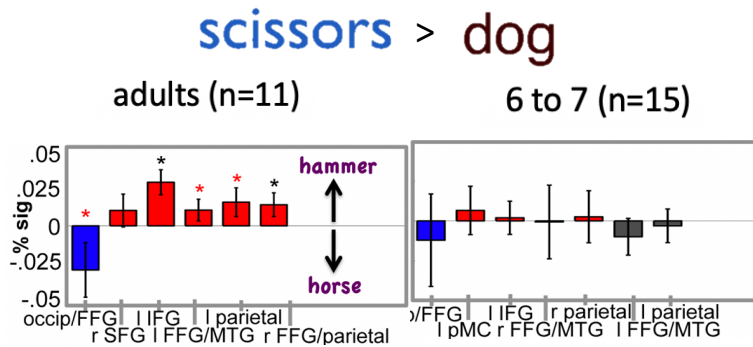 scissors > dog
adults (n=11)
6 to 7 (n=15)
.05
.025
0
-.025
-.05
% sig
*
*
*
*
*
hammer
horse
occip/FFG
r SFG
l IFG
l FFG/MTG
l parietal
r FFG/parietal
o/FFG
l pMC
l IFG
r FFG/MTG
r parietal
l FFG/MTG
l parietal